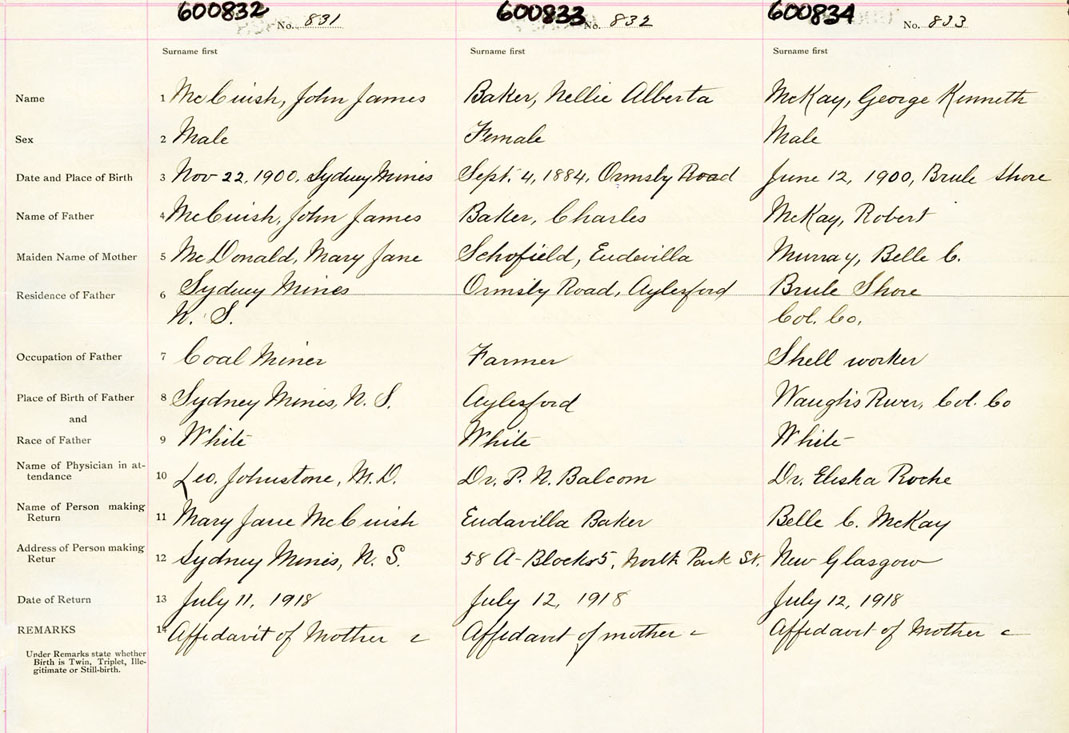 600832 No. 831 600833 No. 832 600834 No. 833
Surname first Surname first Surname first
Name 1 McCuish, John James Baker, Nellie Alberta McKay, George Kenneth
Sex 2 Male Female Male
Date and Place of Birth 3 Nov 22, 1900, Sydney Mines Sept. 4, 1884, Ormsby Road June 12, 1900, Brule Shore
Name of Father 4 McCuish, John James Baker, Charles McKay, Robert
Maiden Name of Mother 5 McDonald, Mary Jane Schofield, Eudevilla Murray, Belle C.
Residence of Father 6 Sydney Mines Ormsby Road, Aylesford Brule Shore
N. S. Col. Co.
Occupation of Father 7 Coal Miner Farmer Shell worker
Place of Birth of Father 8 Sydney Mines, N. S. Aylesford Waugh's River, Col. Co
and
Race of Father 9 White White White
Name of Physician in at-
tendance 10 Geo. Johnstone, M.D. Dr. P. N. Balcom Dr. Elisha Roche
Name of Person making
Return 11 Mary Jane McCuish Eudavilla Baker Belle C. McKay
Address of Person making
Retur 12 Sydney Mines, N. S. 58 A- Block 5, North Park St. New Glasgow
Date of Return 13 July 11, 1918 July 12, 1918 July 12, 1918
REMARKS 14 Affidavit of Mother c Affidavit of mother c Affidavit of Mother c
Under Remarks state whether
Birth is Twin, Triplet, Ille-
gitimate or Still-birth.